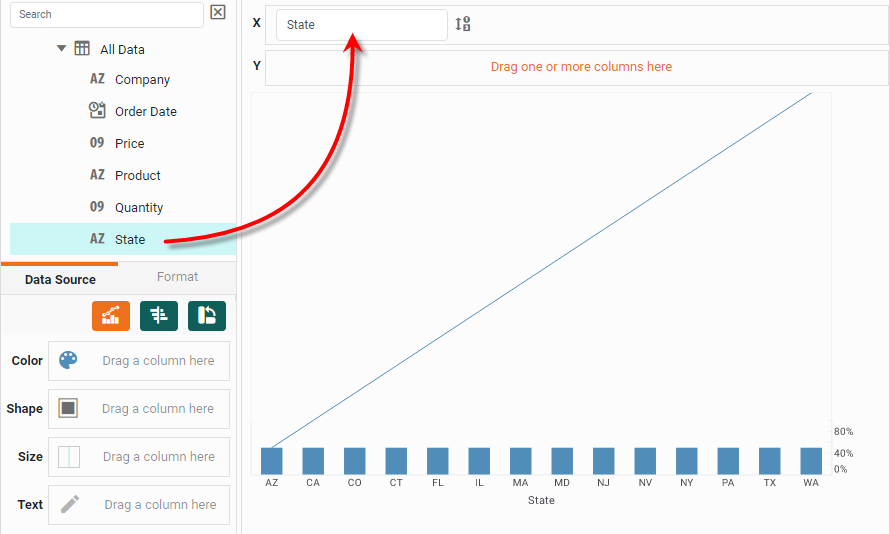 Search
All Data
AZ Company
Order Date
09 Price
AZ Product
09 Quantity
AZ State
Data Source
Format
Color Drag a column here
Shape Drag a column here
Size Drag a column here
Text Drag a column here
X State
Y Drag one or more columns here
80%
40%
0%
AZ CA CO CT FL IL MA MD NJ NV NY PA TX WA
State